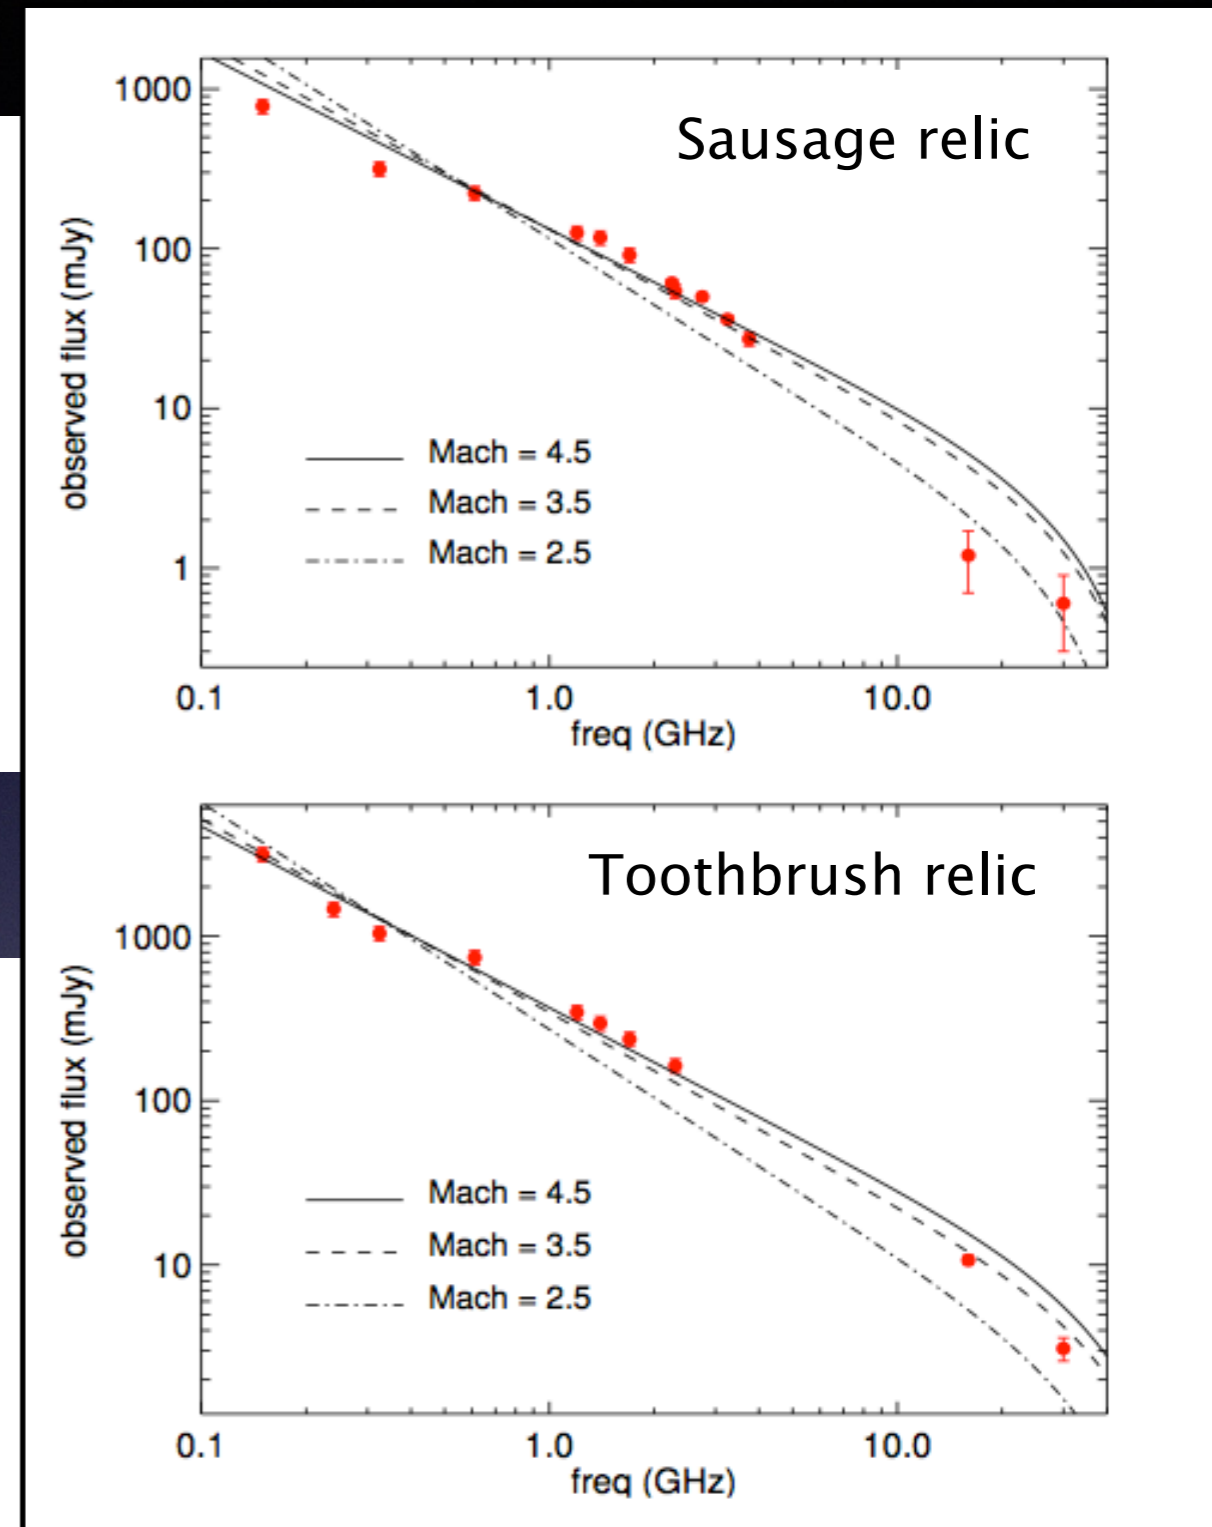 Sausage relic
1000
100
10
1
observed flux (mJy)
Mach = 4.5
Mach = 3.5
Mach = 2.5
0.1 1.0 10.0
freq (GHz)
Toothbrush relic
1000
100
10
observed flux (mJy)
Mach = 4.5
Mach = 3.5
Mach = 2.5
0.1 1.0 10.0
freq (GHz)